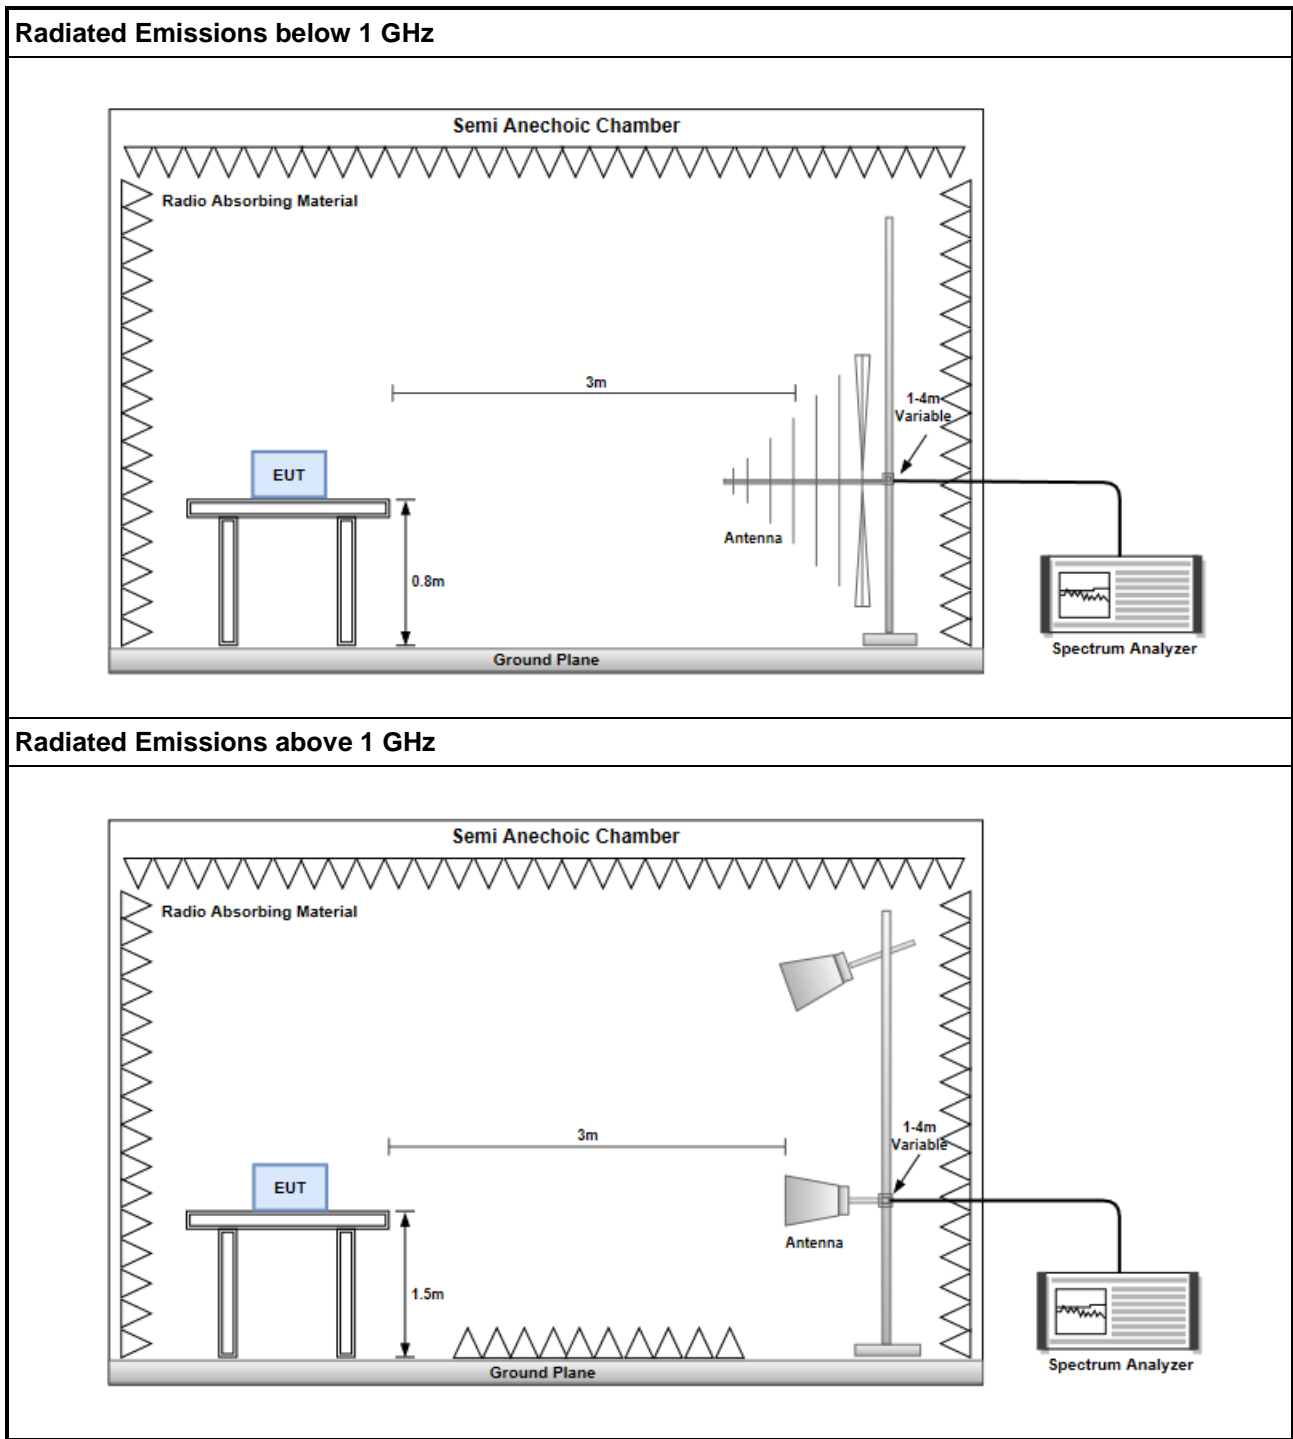 Radiated Emissions below 1 GHz
Semi Anechoic Chamber
Radio Absorbing Material
3m
1-4m
Variable
EUT
Antenna
0.8m
Spectrum Analyzer
Ground Plane
Radiated Emissions above 1 GHz
Semi Anechoic Chamber
Radio Absorbing Material
3m
1-4m
Variable
EUT
Antenna
1.5m
Spectrum Analyzer
Ground Plane